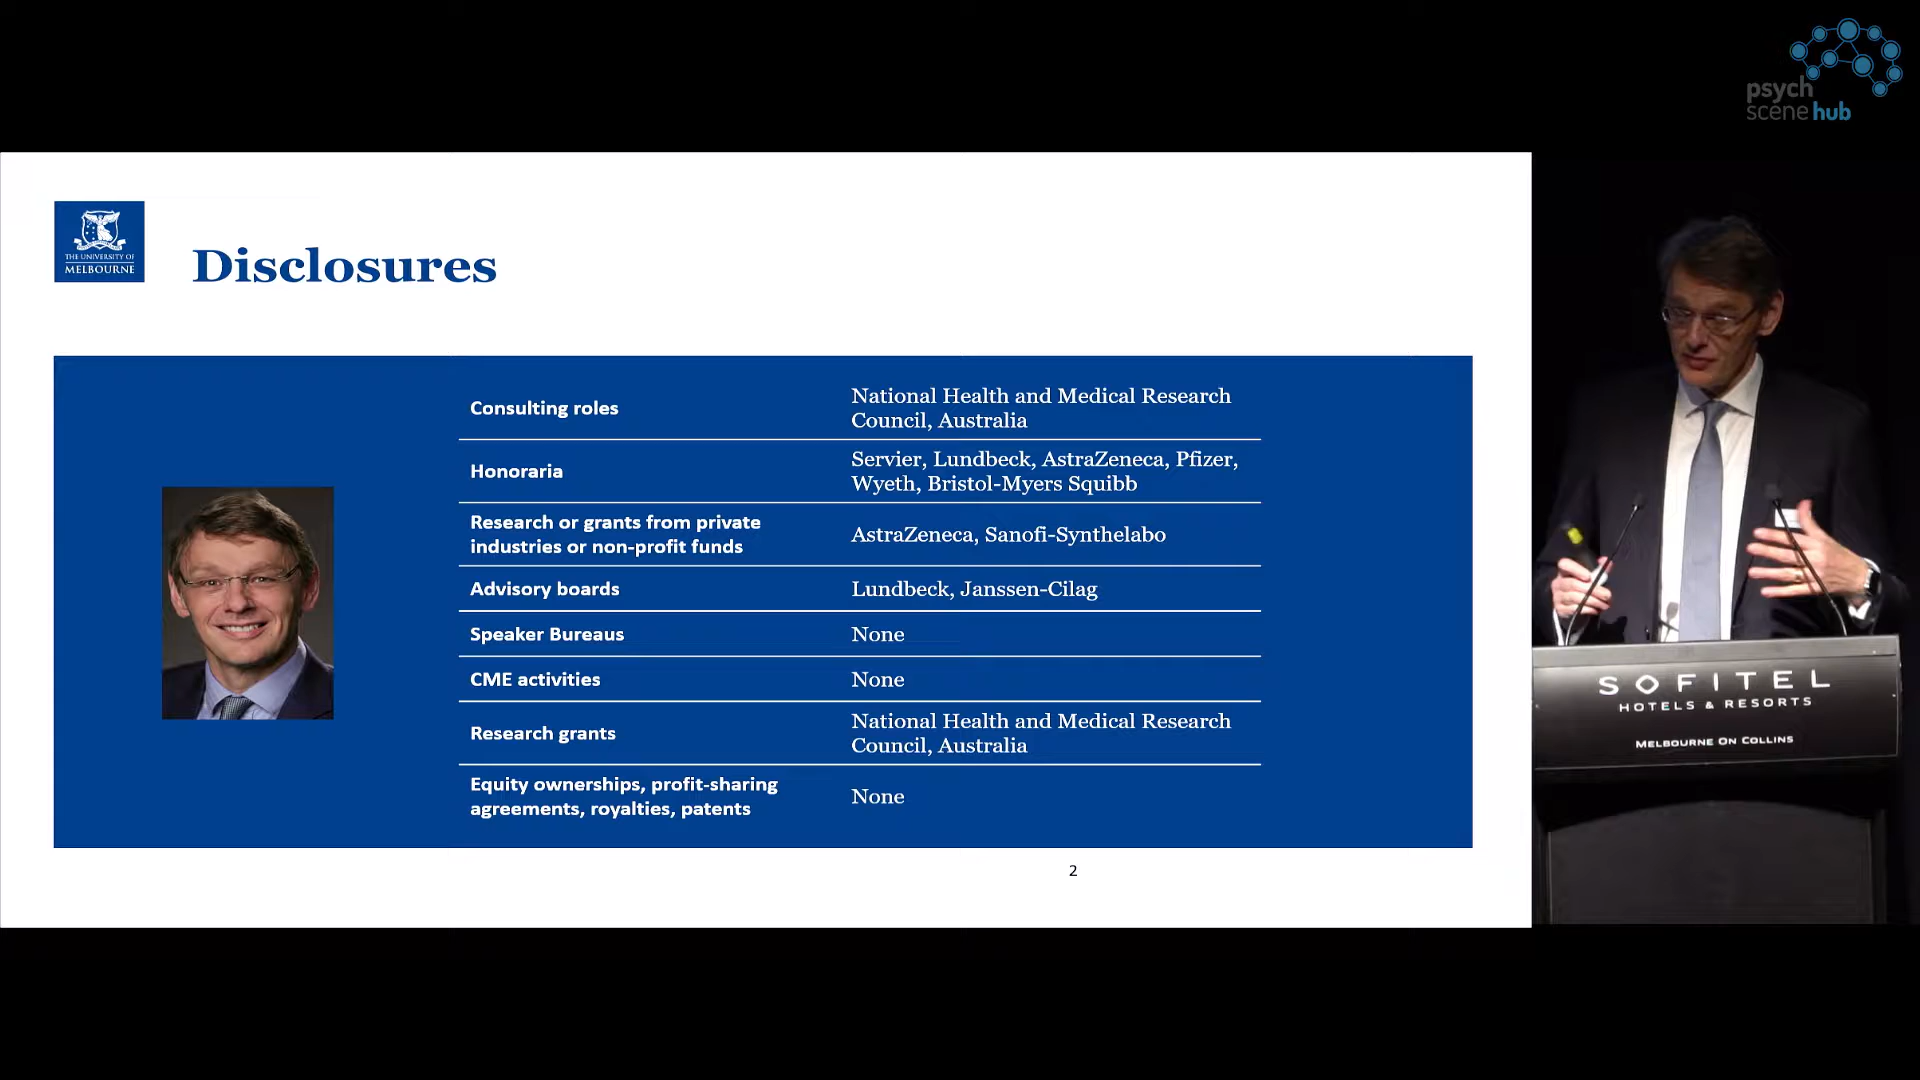 psych
scene hub
THE UNIVERSITY OF
MELBOURNE
Disclosures
Consulting roles
National Health and Medical Research
Council, Australia
Honoraria
Servier, Lundbeck, AstraZeneca, Pfizer,
Wyeth, Bristol-Myers Squibb
Research or grants from private
industries or non-profit funds
AstraZeneca, Sanofi-Synthelabo
Advisory boards
Lundbeck, Janssen-Cilag
Speaker Bureaus
None
CME activities
None
Research grants
National Health and Medical Research
Council, Australia
Equity ownerships, profit-sharing
agreements, royalties, patents
None
2
SOFITEL
HOTELS & RESORTS
MELBOURNE ON COLLINS